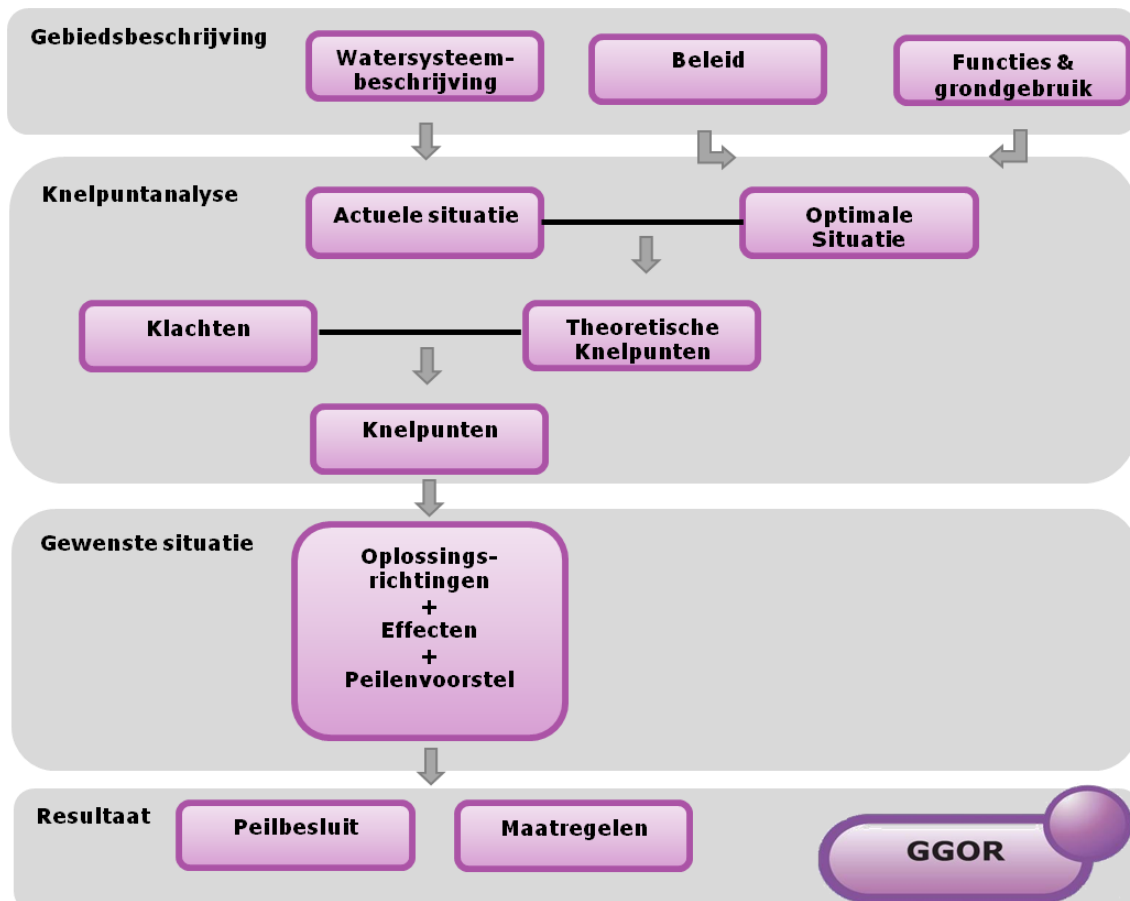 Gebiedsbeschrijving
Watersysteem-
beschrijving
Beleid
Functies &
grondgebruik
Knelpuntanalyse
Actuele situatie
Optimale
Situatie
Klachten
Theoretische
Knelpunten
Knelpunten
Gewenste situatie
Oplossings-
richtingen
+
Effecten
+
Peilenvoorstel
Resultaat
Peilbesluit
Maatregelen
GGOR